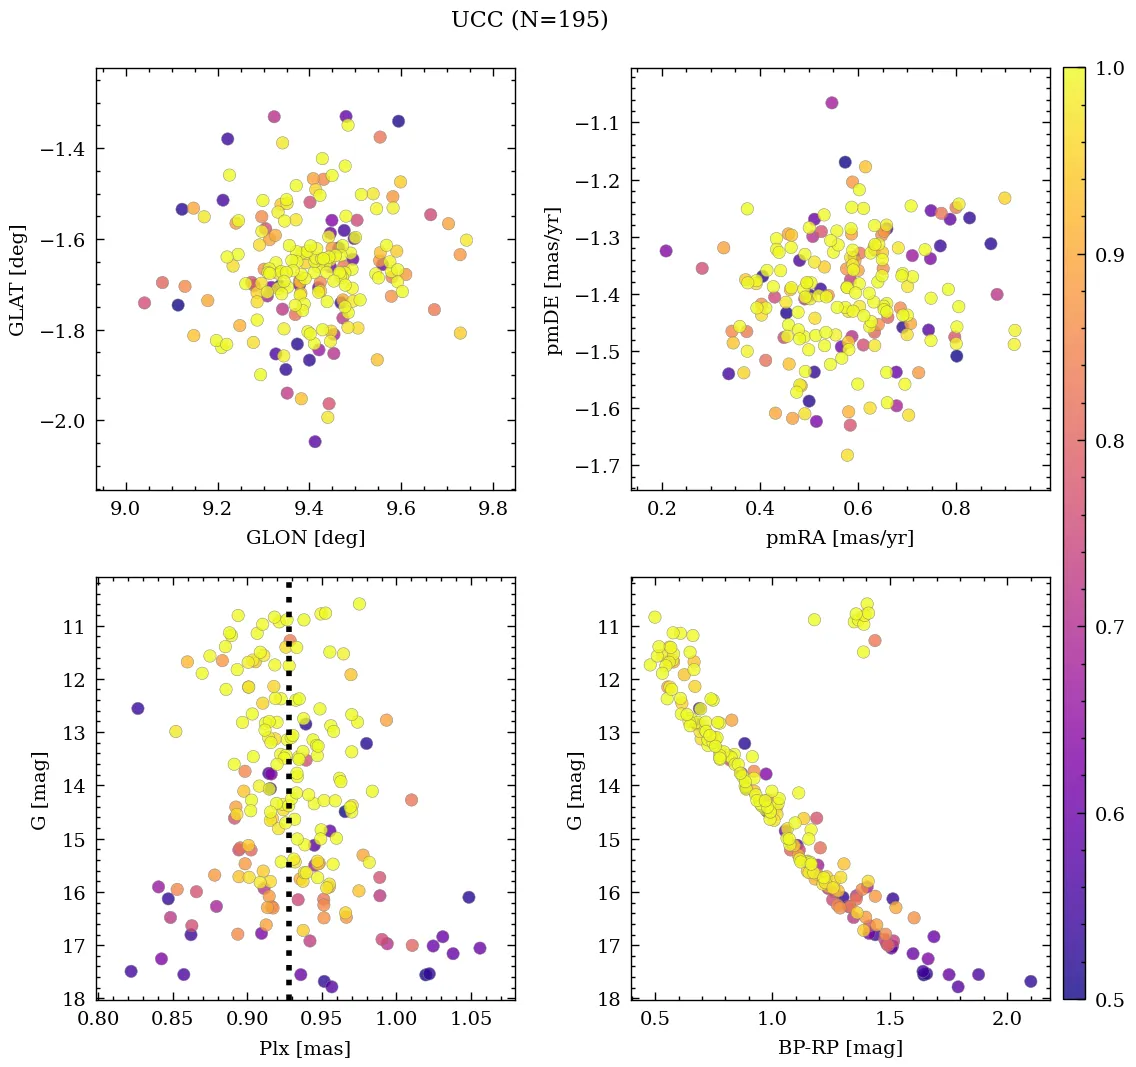 UCC (N=195)
−1.4
−1.6
−1.8
−2.0
GLAT [deg]
9.0 9.2 9.4 9.6 9.8
GLON [deg]
−1.1
−1.2
−1.3
−1.4
−1.5
−1.6
−1.7
pmDE [mas/yr]
0.2 0.4 0.6 0.8
pmRA [mas/yr]
1.0
0.9
0.8
0.7
0.6
0.5
11
12
13
14
15
16
17
18
G [mag]
0.80 0.85 0.90 0.95 1.00 1.05
Plx [mas]
11
12
13
14
15
16
17
18
G [mag]
0.5 1.0 1.5 2.0
BP-RP [mag]